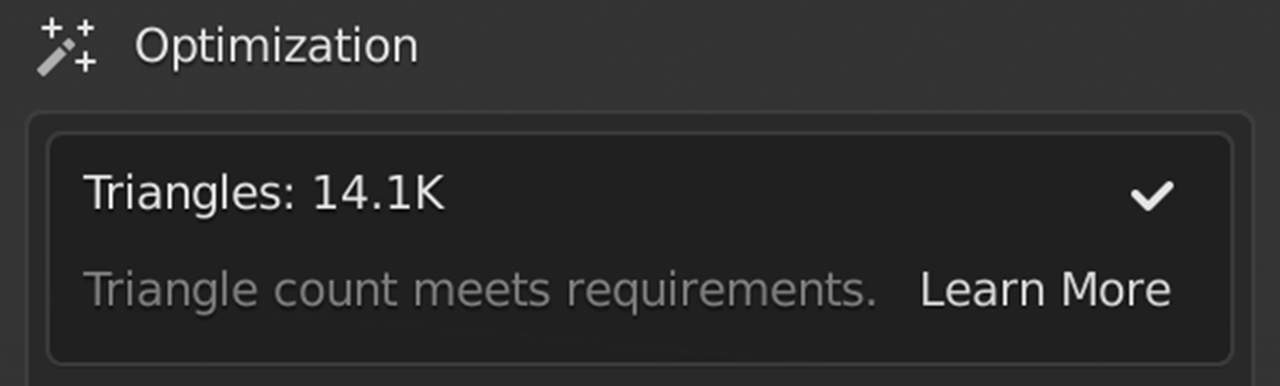 Optimization
Triangles: 14.1K
Triangle count meets requirements. Learn More